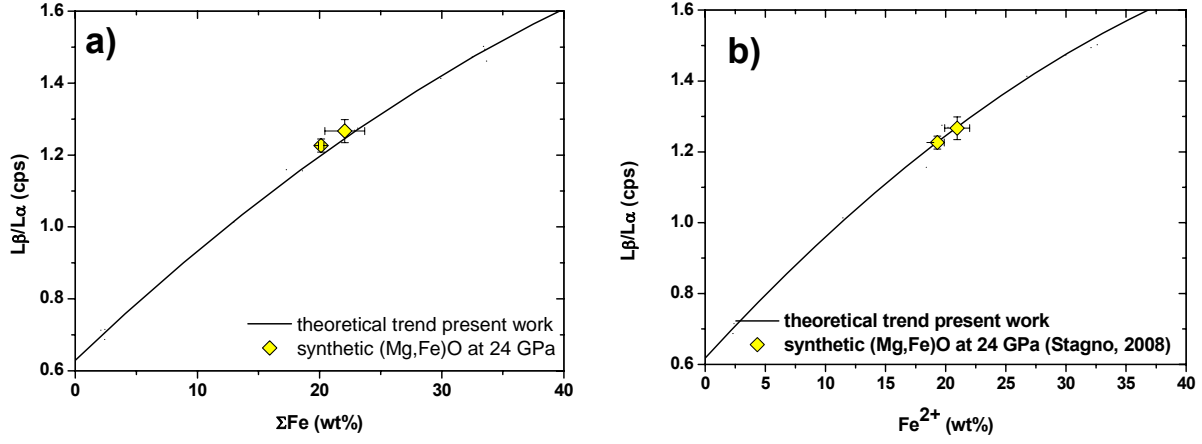 a)
1.6
1.4
1.2
1.0
0.8
0.6
Lβ/Lα (cps)
0
10
20
30
40
ΣFe (wt%)
theoretical trend present work
synthetic (Mg,Fe)O at 24 GPa
b)
1.6
1.4
1.2
1.0
0.8
0.6
Lβ/Lα (cps)
0
5
10
15
20
25
30
35
40
Fe²⁺ (wt%)
theoretical trend present work
synthetic (Mg,Fe)O at 24 GPa (Stagno, 2008)